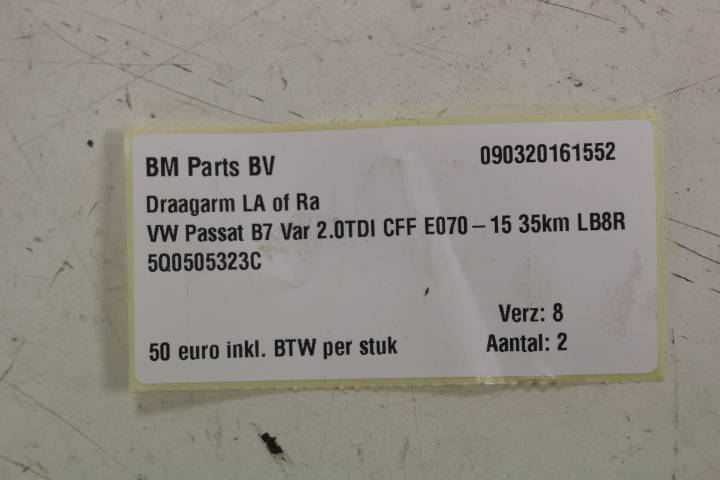 BM Parts BV 090320161552
Draagarm LA of Ra
VW Passat B7 Var 2.0TDI CFF E070-15 35km LB8R
5Q0505323C
Verz: 8
50 euro inkl. BTW per stuk Aantal: 2